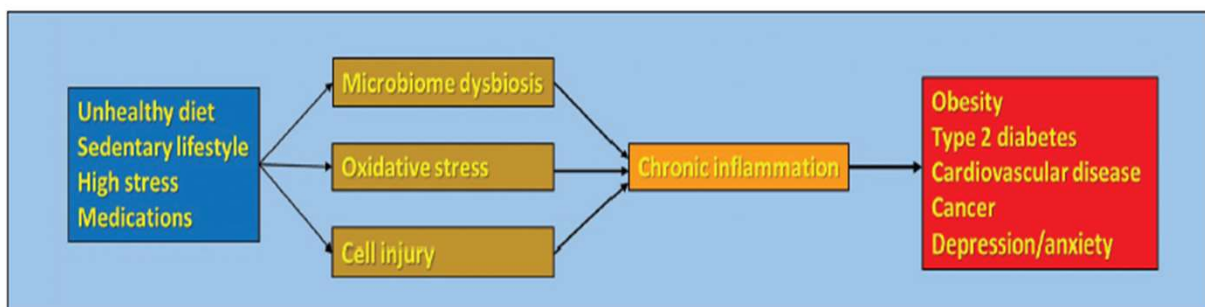 Unhealthy diet
Sedentary lifestyle
High stress
Medications
Microbiome dysbiosis
Oxidative stress
Cell injury
Chronic inflammation
Obesity
Type 2 diabetes
Cardiovascular disease
Cancer
Depression/anxiety